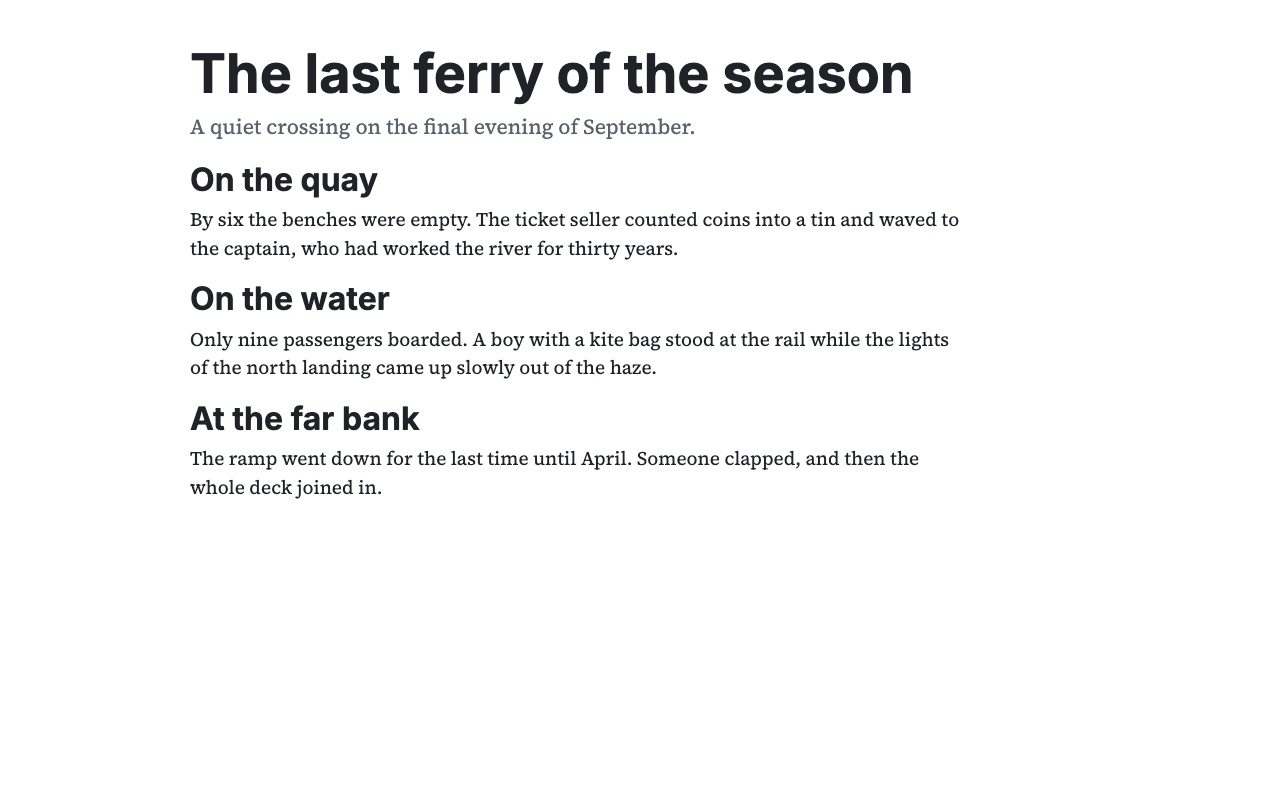 The last ferry of the season
A quiet crossing on the final evening of September.
On the quay
By six the benches were empty. The ticket seller counted coins into a tin and waved to
the captain, who had worked the river for thirty years.
On the water
Only nine passengers boarded. A boy with a kite bag stood at the rail while the lights
of the north landing came up slowly out of the haze.
At the far bank
The ramp went down for the last time until April. Someone clapped, and then the
whole deck joined in.